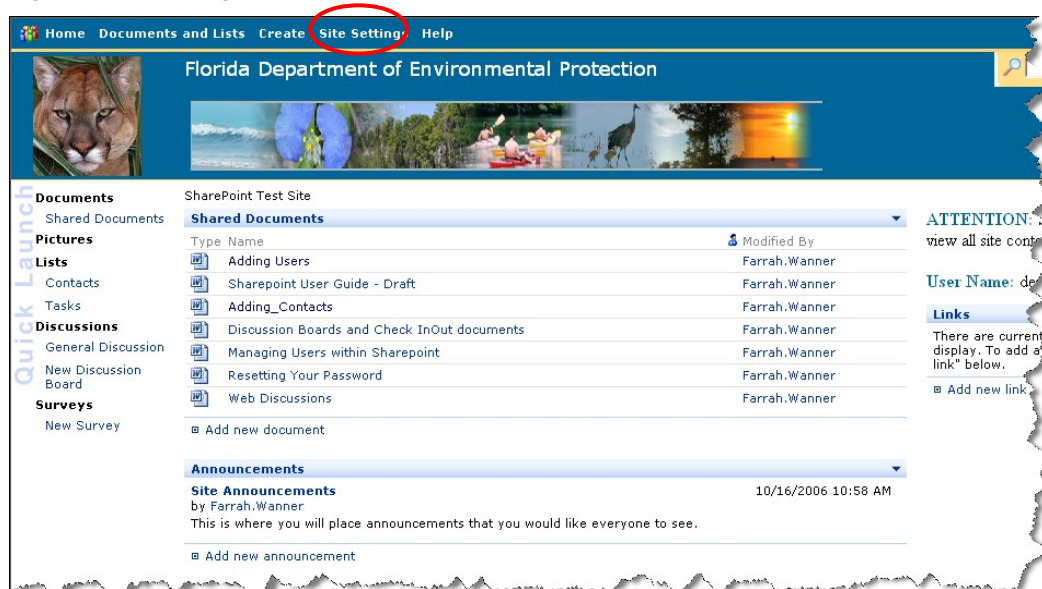 Home Documents and Lists Create Site Settings Help
Florida Department of Environmental Protection
Quick Launch
Documents
Shared Documents
Pictures
Lists
Contacts
Tasks
Discussions
General Discussion
New Discussion
Board
Surveys
New Survey
SharePoint Test Site
Shared Documents
Type Name Modified By
Adding Users Farrah.Wanner
Sharepoint User Guide - Draft Farrah.Wanner
Adding_Contacts Farrah.Wanner
Discussion Boards and Check InOut documents Farrah.Wanner
Managing Users within Sharepoint Farrah.Wanner
Resetting Your Password Farrah.Wanner
Web Discussions Farrah.Wanner
Add new document
Announcements
Site Announcements 10/16/2006 10:58 AM
by Farrah.Wanner
This is where you will place announcements that you would like everyone to see.
Add new announcement
ATTENTION:
view all site
User Name:
Links
There are
display. To add
link" below.
Add new link